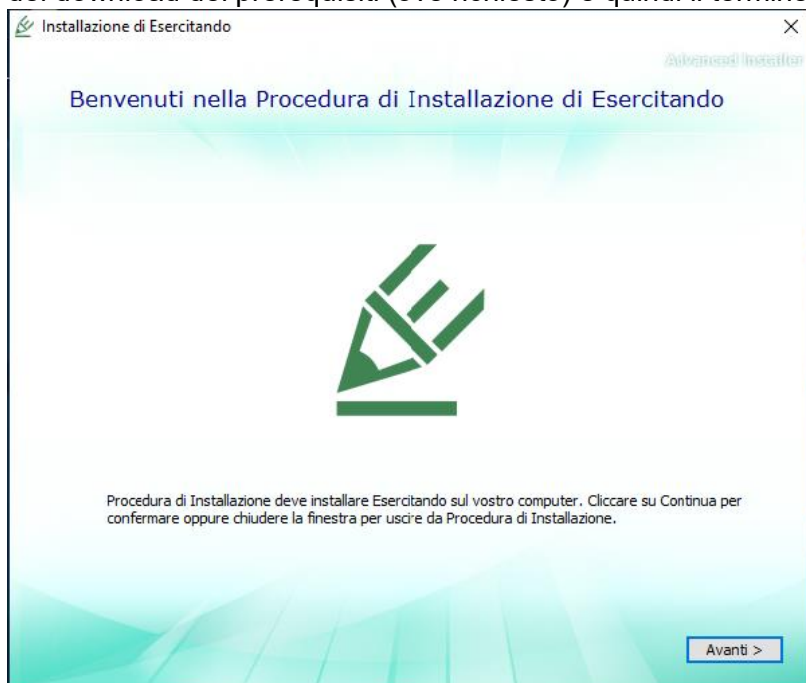 Installazione di Esercitando
Advanced Installer
Benvenuti nella Procedura di Installazione di Esercitando
Procedura di Installazione deve installare Esercitando sul vostro computer. Cliccare su Continua per
confermare oppure chiudere la finestra per uscire da Procedura di Installazione.
Avanti >